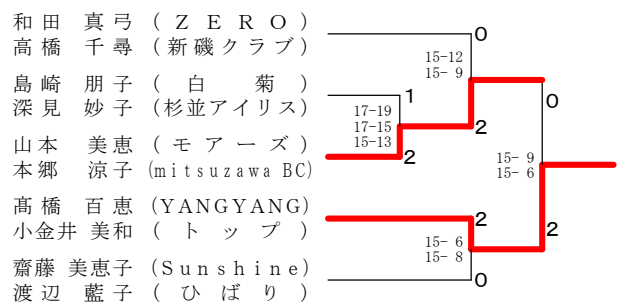 和田 真弓 (ZERO)
高橋 千尋 (新磯クラブ)
島崎 朋子 (白菊)
深見 妙子 (杉並アイリス)
山本 美恵 (モアーズ)
本郷 涼子 (mitsuzawa BC)
髙橋 百恵 (YANGYANG)
小金井 美和 (トップ)
齋藤 美恵子 (Sunshine)
渡辺 藍子 (ひばり)
0
15-12
15- 9
1
17-19
17-15
15-13
2
2
0
15- 9
15- 6
2
2
15- 6
15- 8
0